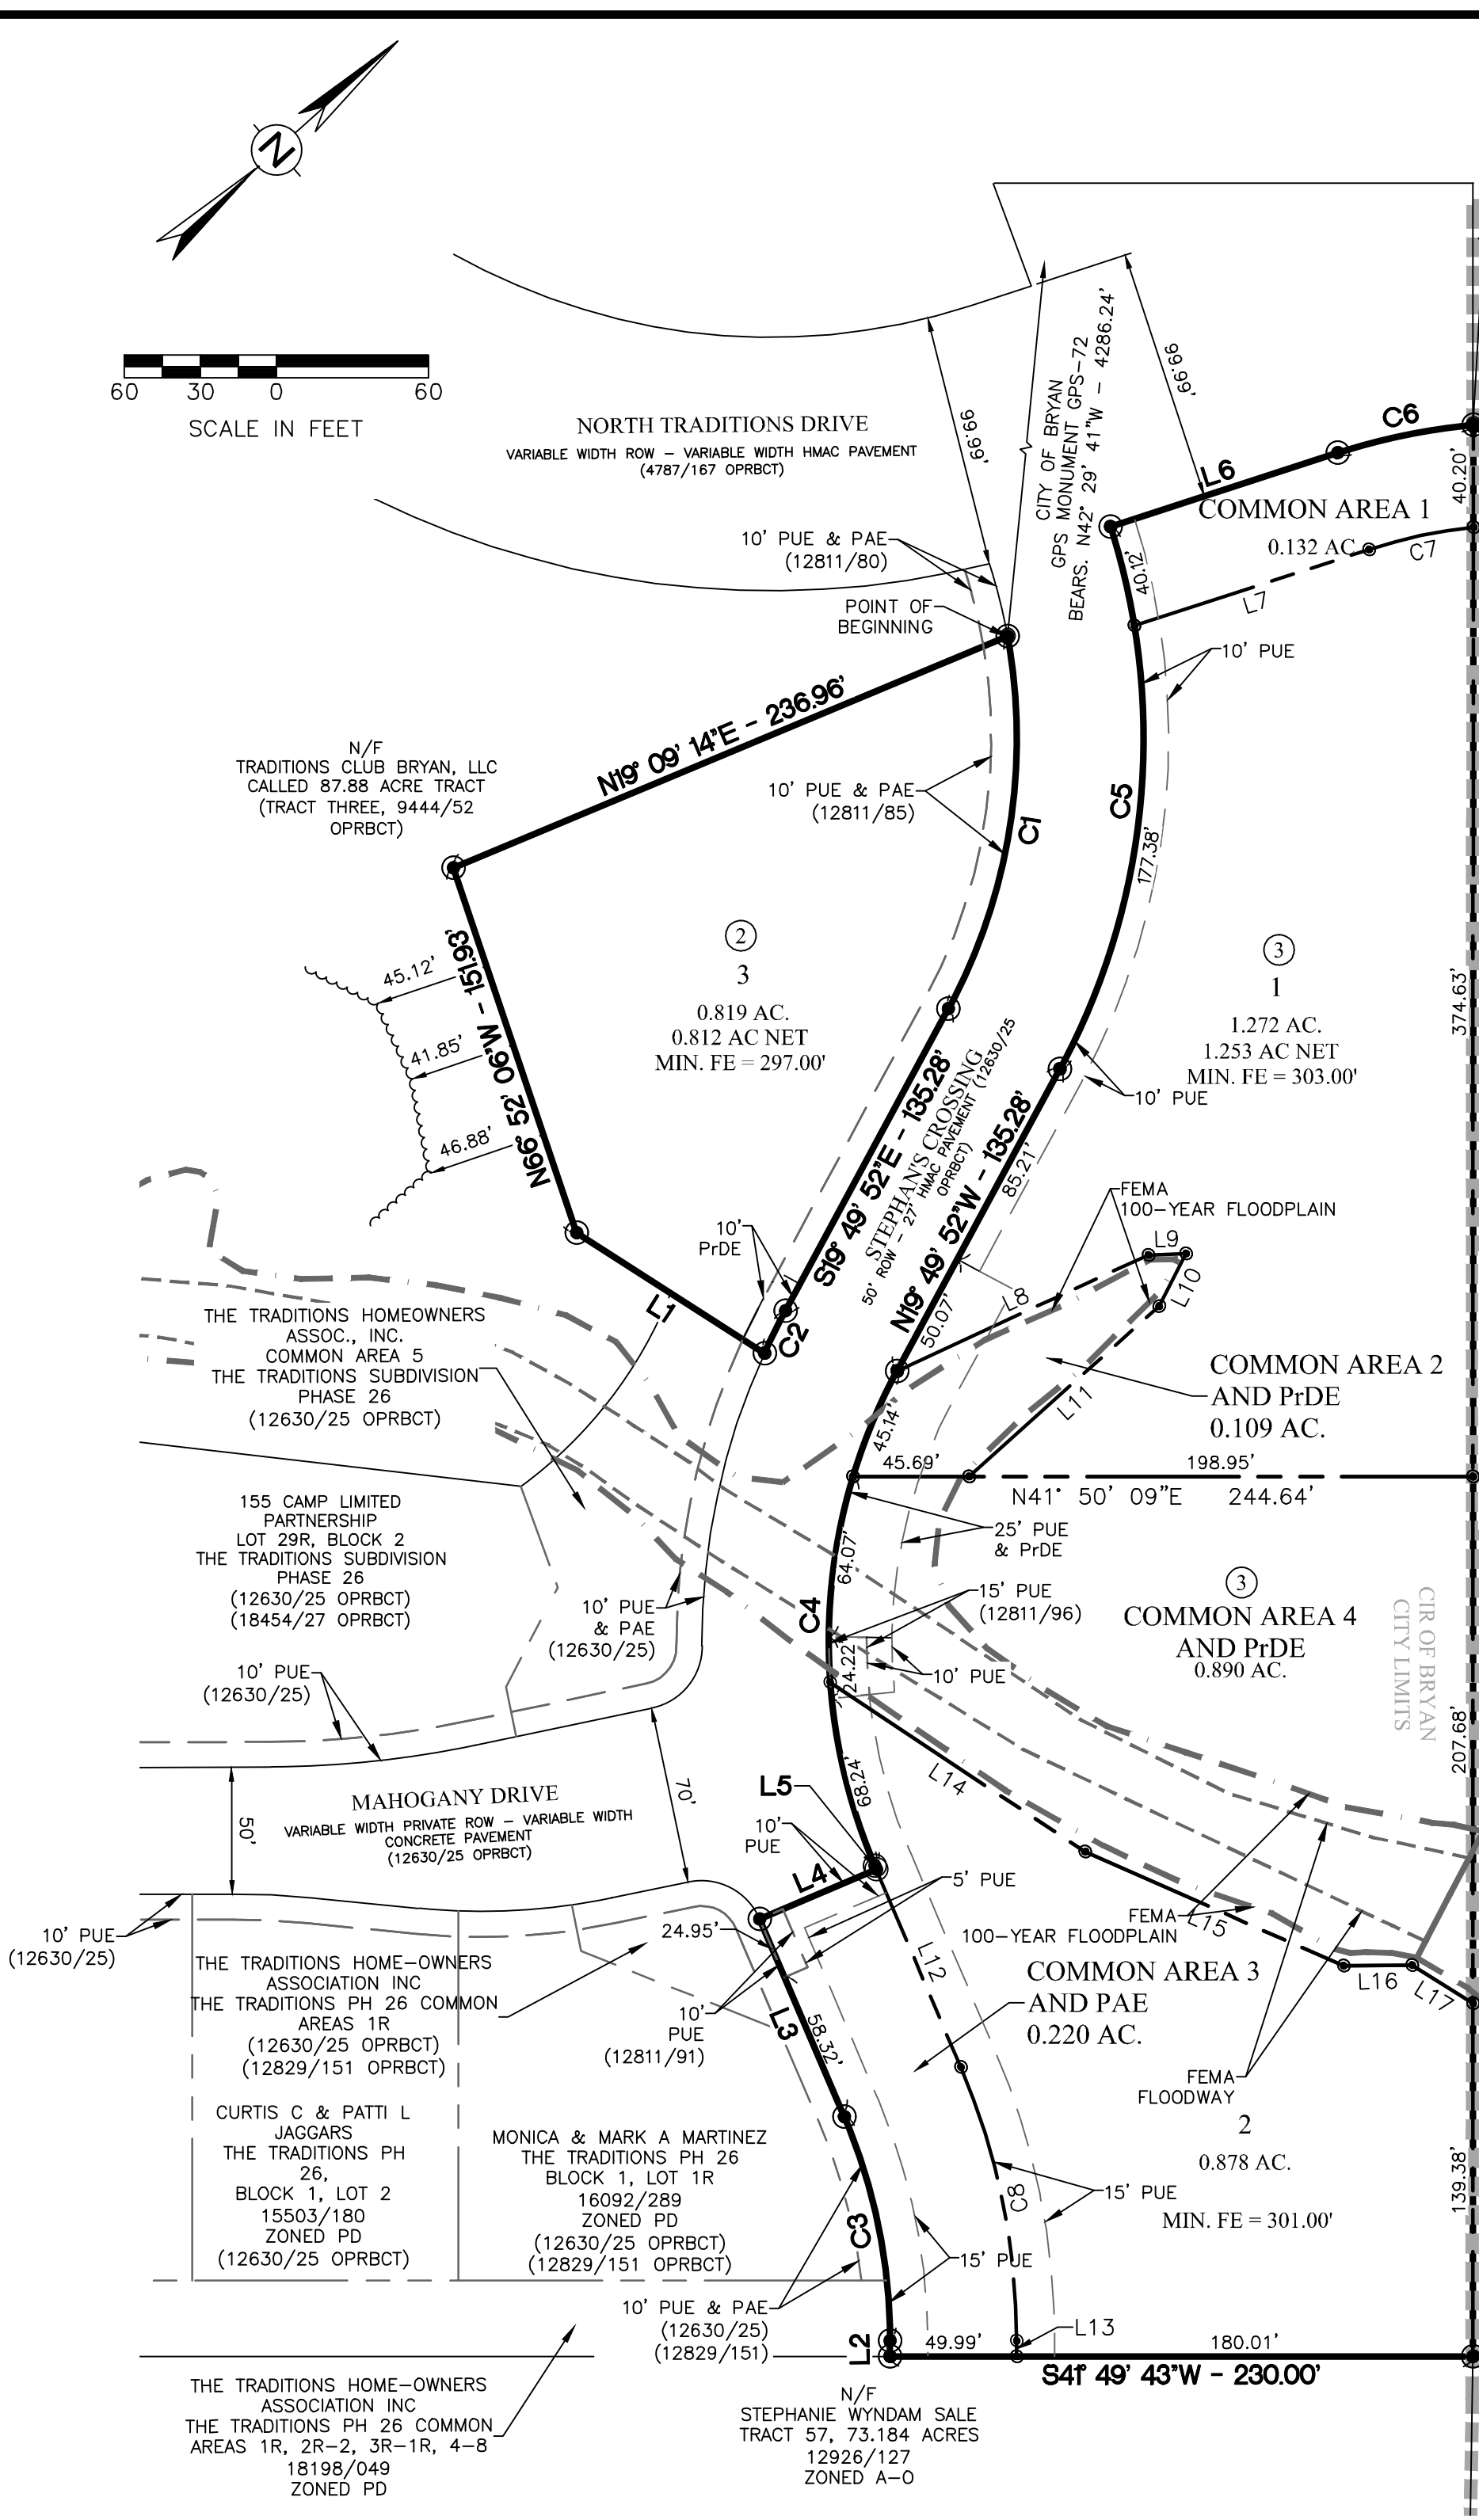 N
60 30 0 60
SCALE IN FEET
NORTH TRADITIONS DRIVE
VARIABLE WIDTH ROW – VARIABLE WIDTH HMAC PAVEMENT
(4787/167 OPRBCT)
66.66'
66.66'
CITY OF BRYAN
GPS MONUMENT GPS-72
BEARS. N42° 29' 41"W – 4286.24'
C6
L6
40.20'
COMMON AREA 1
0.132 AC
C7
40.12'
L7
10' PUE & PAE
(12811/80)
POINT OF
BEGINNING
10' PUE
N19° 09' 14"E – 236.96'
N/F
TRADITIONS CLUB BRYAN, LLC
CALLED 87.88 ACRE TRACT
(TRACT THREE, 9444/52
OPRBCT)
10' PUE & PAE
(12811/85)
C1
C5
177.38'
N66° 52' 06"W – 151.93'
45.12'
41.85'
46.88'
2
3
0.819 AC.
0.812 AC NET
MIN. FE = 297.00'
3
1
1.272 AC.
1.253 AC NET
MIN. FE = 303.00'
374.63'
10' PUE
S19° 49' 52"E – 135.28'
STEPHAN'S CROSSING
50' ROW – 27' HMAC PAVEMENT (12630/25
OPRBCT)
N19° 49' 52"W – 135.28'
85.21'
50.07'
10'
PrDE
FEMA
100-YEAR FLOODPLAIN
L9
L10
L8
L11
L1
C2
THE TRADITIONS HOMEOWNERS
ASSOC., INC.
COMMON AREA 5
THE TRADITIONS SUBDIVISION
PHASE 26
(12630/25 OPRBCT)
COMMON AREA 2
AND PrDE
0.109 AC.
45.14'
45.69'
198.95'
N41° 50' 09"E 244.64'
155 CAMP LIMITED
PARTNERSHIP
LOT 29R, BLOCK 2
THE TRADITIONS SUBDIVISION
PHASE 26
(12630/25 OPRBCT)
(18454/27 OPRBCT)
25' PUE
& PrDE
64.07'
C4
15' PUE
(12811/96)
10' PUE
24.22'
3
COMMON AREA 4
AND PrDE
0.890 AC.
CIR OF BRYAN
CITY LIMITS
207.68'
10' PUE
& PAE
(12630/25)
10' PUE
(12630/25)
MAHOGANY DRIVE
VARIABLE WIDTH PRIVATE ROW – VARIABLE WIDTH
CONCRETE PAVEMENT
(12630/25 OPRBCT)
50'
70'
L5
68.24'
L14
10'
PUE
L4
5' PUE
24.95'
10' PUE
(12630/25)
THE TRADITIONS HOME-OWNERS
ASSOCIATION INC
THE TRADITIONS PH 26 COMMON
AREAS 1R
(12630/25 OPRBCT)
(12829/151 OPRBCT)
FEMA
100-YEAR FLOODPLAIN
L15
L12
L16
L17
COMMON AREA 3
AND PAE
0.220 AC.
10'
PUE
(12811/91)
L3
58.32'
FEMA
FLOODWAY
CURTIS C & PATTI L
JAGGARS
THE TRADITIONS PH
26,
BLOCK 1, LOT 2
15503/180
ZONED PD
(12630/25 OPRBCT)
MONICA & MARK A MARTINEZ
THE TRADITIONS PH 26
BLOCK 1, LOT 1R
16092/289
ZONED PD
(12630/25 OPRBCT)
(12829/151 OPRBCT)
2
0.878 AC.
MIN. FE = 301.00'
139.38'
C8
15' PUE
C3
15' PUE
10' PUE & PAE
(12630/25)
(12829/151)
L2
49.99'
L13
180.01'
S41° 49' 43"W – 230.00'
THE TRADITIONS HOME-OWNERS
ASSOCIATION INC
THE TRADITIONS PH 26 COMMON
AREAS 1R, 2R-2, 3R-1R, 4-8
18198/049
ZONED PD
N/F
STEPHANIE WYNDAM SALE
TRACT 57, 73.184 ACRES
12926/127
ZONED A-O